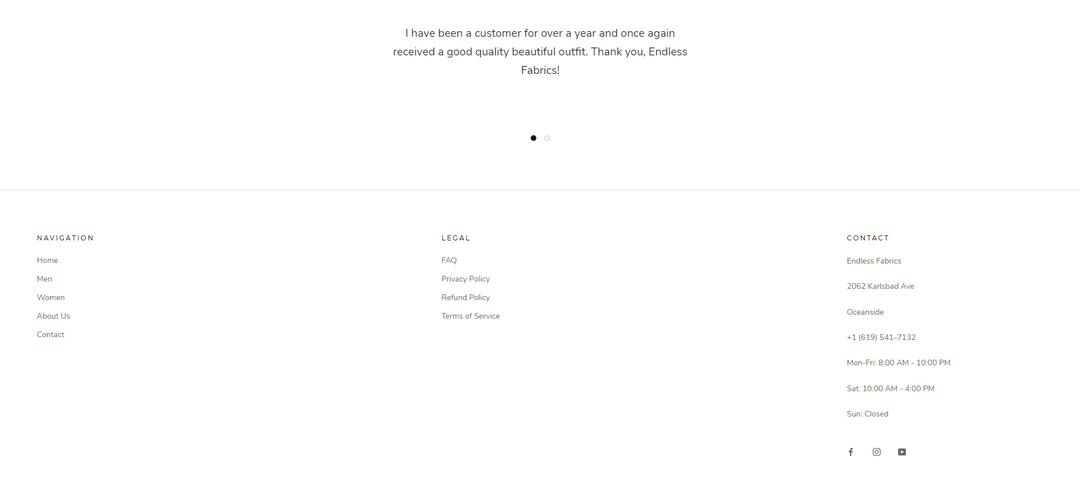 I have been a customer for over a year and once again
received a good quality beautiful outfit. Thank you, Endless
Fabrics!
NAVIGATION
Home
Men
Women
About Us
Contact
LEGAL
FAQ
Privacy Policy
Refund Policy
Terms of Service
CONTACT
Endless Fabrics
2062 Karlsbad Ave
Oceanside
+1 (619) 541-7132
Mon-Fri: 8:00 AM - 10:00 PM
Sat: 10:00 AM - 4:00 PM
Sun: Closed